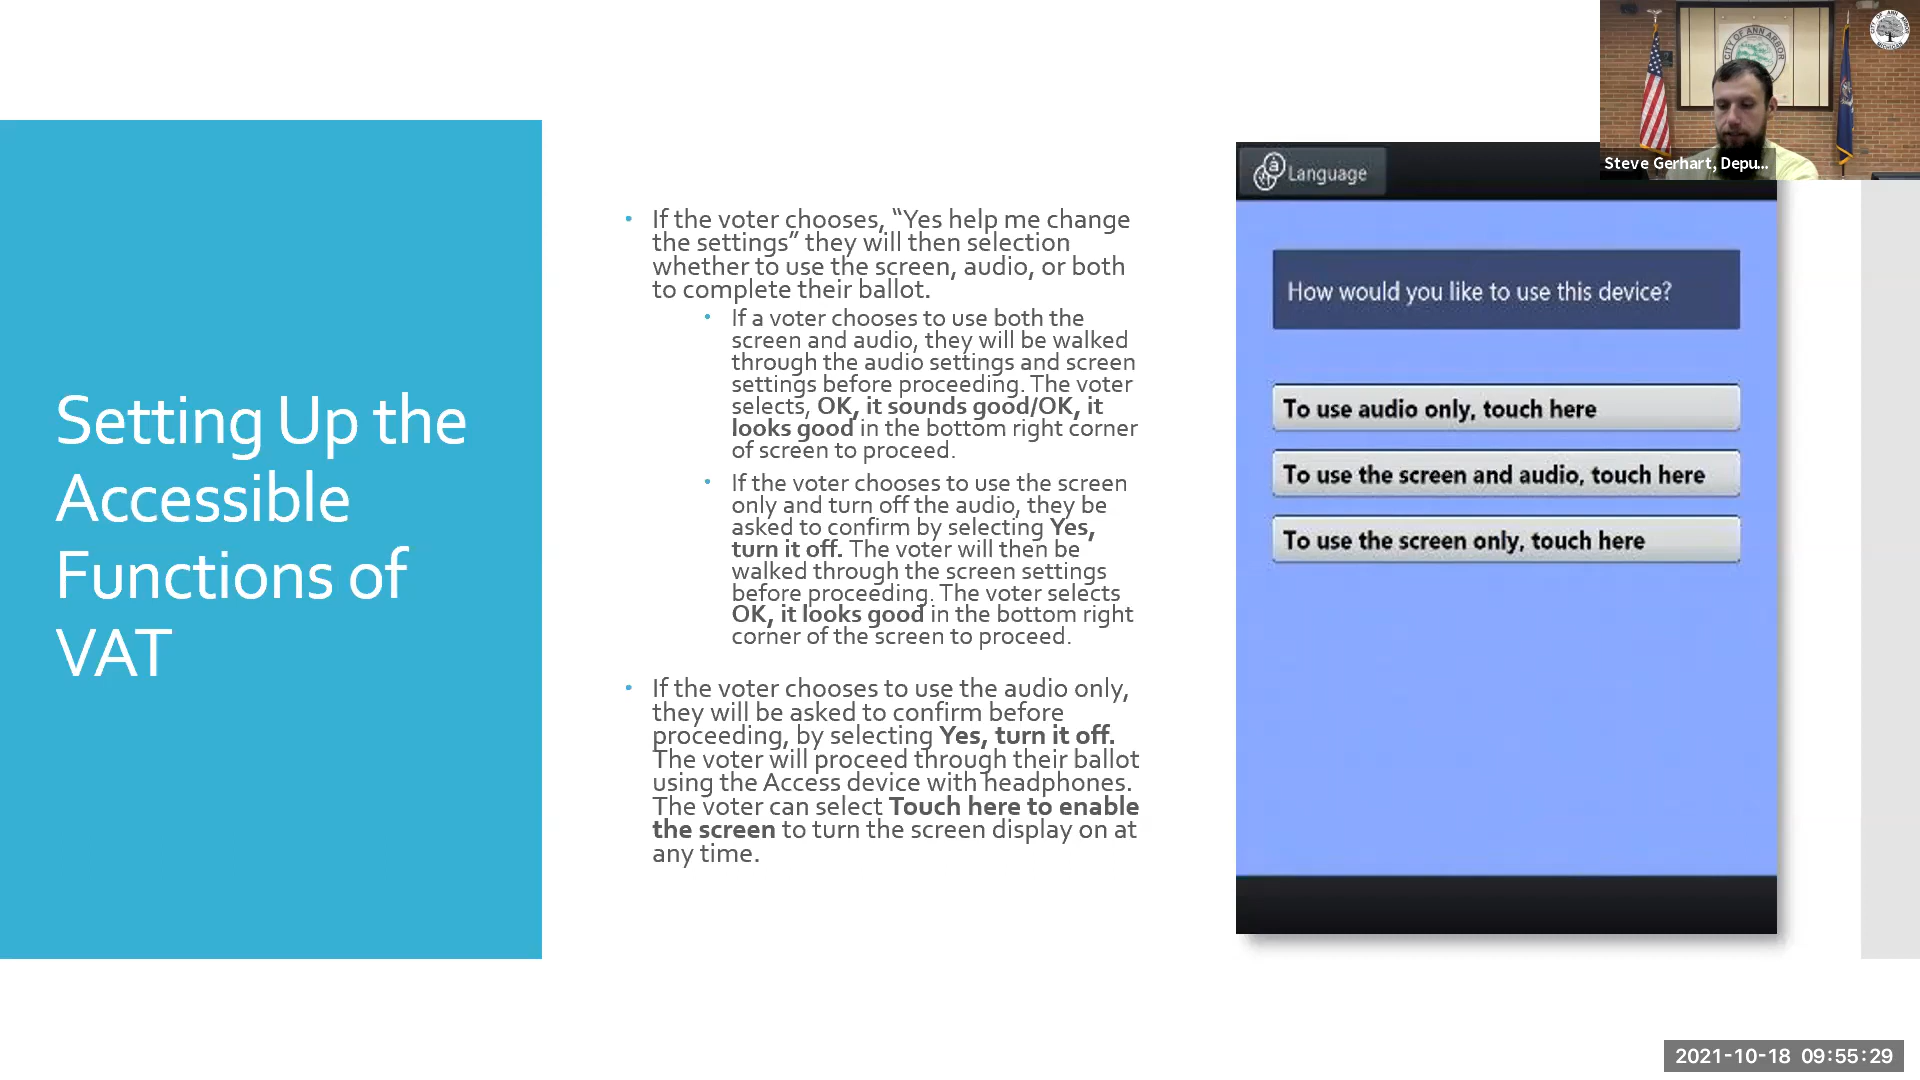 Setting Up the
Accessible
Functions of
VAT
• If the voter chooses, “Yes help me change
the settings” they will then selection
whether to use the screen, audio, or both
to complete their ballot.
• If a voter chooses to use both the
screen and audio, they will be walked
through the audio settings and screen
settings before proceeding. The voter
selects, OK, it sounds good/OK, it
looks good in the bottom right corner
of screen to proceed.
• If the voter chooses to use the screen
only and turn off the audio, they be
asked to confirm by selecting Yes,
turn it off. The voter will then be
walked through the screen settings
before proceeding. The voter selects
OK, it looks good in the bottom right
corner of the screen to proceed.
• If the voter chooses to use the audio only,
they will be asked to confirm before
proceeding, by selecting Yes, turn it off.
The voter will proceed through their ballot
using the Access device with headphones.
The voter can select Touch here to enable
the screen to turn the screen display on at
any time.
Language
How would you like to use this device?
To use audio only, touch here
To use the screen and audio, touch here
To use the screen only, touch here
CITY OF ANN ARBOR
CITY OF ANN ARBOR
MICHIGAN
Steve Gerhart, Depu...
2021-10-18 09:55:29